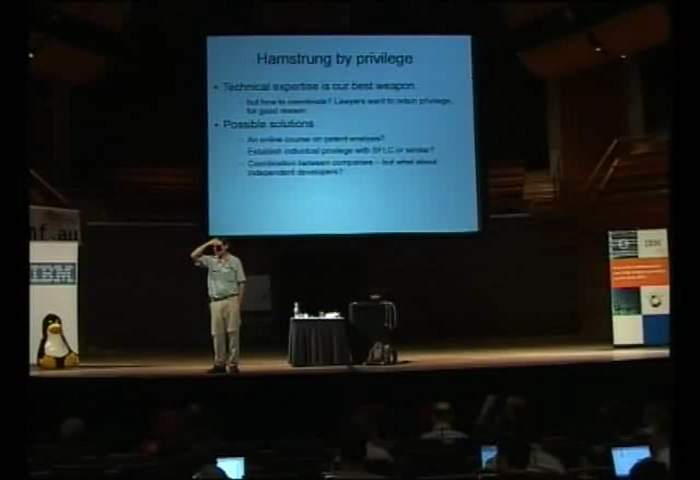 Hamstrung by privilege
• Technical expertise is our best weapon.
- but how to coordinate? Lawyers want to retain privilege,
for good reason
• Possible solutions
- An online course on patent analysis?
- Establish individual privilege with SFLC or similar?
- Coordination between companies – but what about
independent developers?
nf.au
IBM
IBM